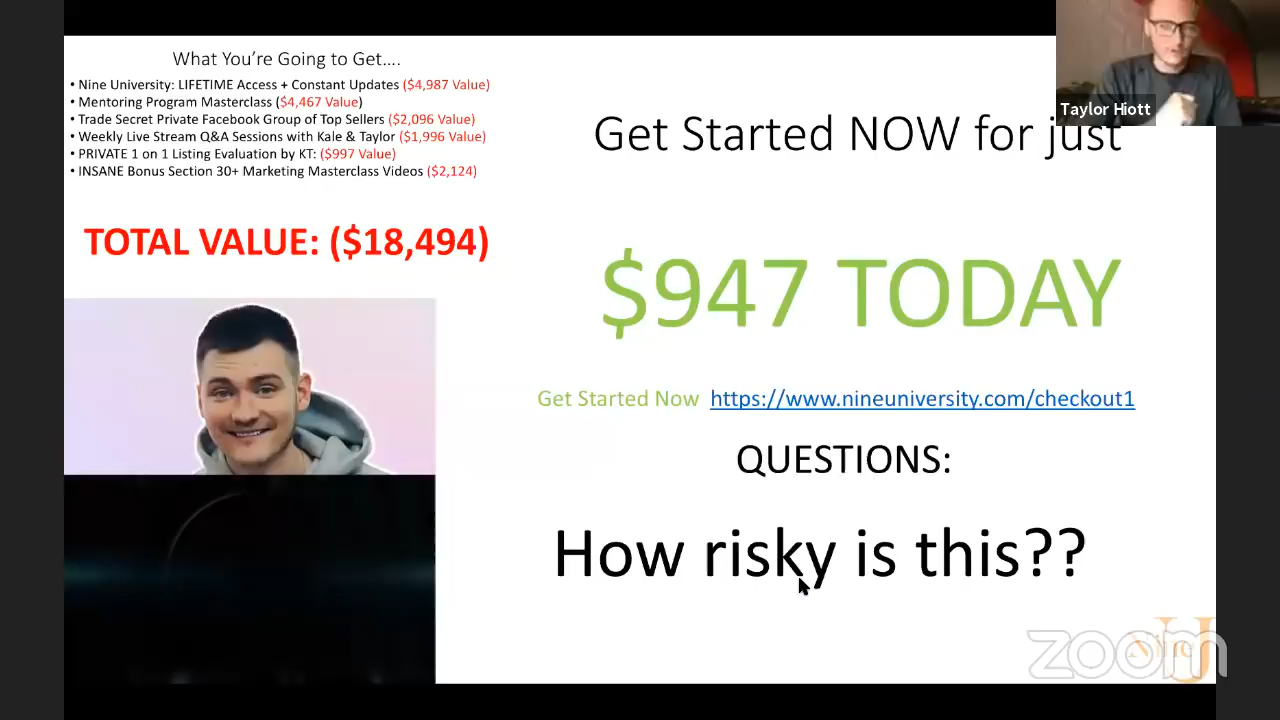 What You're Going to Get....
• Nine University: LIFETIME Access + Constant Updates ($4,987 Value)
• Mentoring Program Masterclass ($4,467 Value)
• Trade Secret Private Facebook Group of Top Sellers ($2,096 Value)
• Weekly Live Stream Q&A Sessions with Kale & Taylor ($1,996 Value)
• PRIVATE 1 on 1 Listing Evaluation by KT: ($997 Value)
• INSANE Bonus Section 30+ Marketing Masterclass Videos ($2,124)
TOTAL VALUE: ($18,494)
Taylor Hiott
Get Started NOW for just
$947 TODAY
Get Started Now https://www.nineuniversity.com/checkout1
QUESTIONS:
How risky is this??
zoom
Nine U